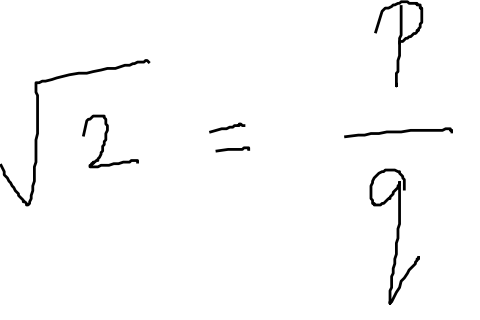 √2 = p/q